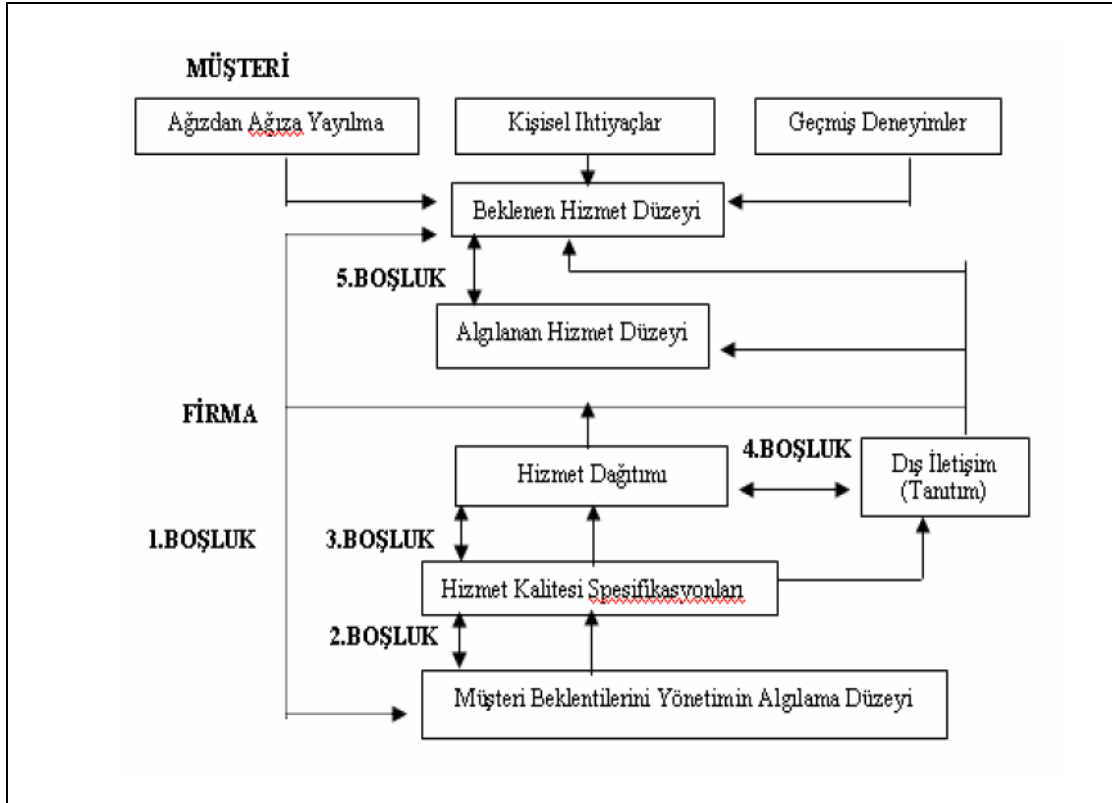 MÜŞTERİ
Ağızdan Ağıza Yayılma
Kişisel Ihtiyaçlar
Geçmiş Deneyimler
Beklenen Hizmet Düzeyi
5.BOŞLUK
Algılanan Hizmet Düzeyi
FİRMA
4.BOŞLUK
Hizmet Dağıtımı
Dış İletişim
(Tanıtım)
1.BOŞLUK
3.BOŞLUK
Hizmet Kalitesi Spesifikasyonları
2.BOŞLUK
Müşteri Beklentilerini Yönetimin Algılama Düzeyi